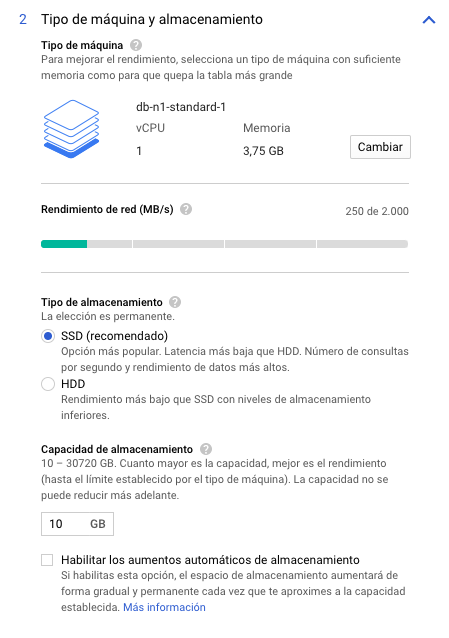 2 Tipo de máquina y almacenamiento
Tipo de máquina ?
Para mejorar el rendimiento, selecciona un tipo de máquina con suficiente
memoria como para que quepa la tabla más grande
db-n1-standard-1
vCPU Memoria
1 3,75 GB
Cambiar
Rendimiento de red (MB/s) ? 250 de 2.000
Tipo de almacenamiento ?
La elección es permanente.
SSD (recomendado)
Opción más popular. Latencia más baja que HDD. Número de consultas
por segundo y rendimiento de datos más altos.
HDD
Rendimiento más bajo que SSD con niveles de almacenamiento
inferiores.
Capacidad de almacenamiento ?
10 – 30720 GB. Cuanto mayor es la capacidad, mejor es el rendimiento
(hasta el límite establecido por el tipo de máquina). La capacidad no se
puede reducir más adelante.
10 GB
Habilitar los aumentos automáticos de almacenamiento
Si habilitas esta opción, el espacio de almacenamiento aumentará de
forma gradual y permanente cada vez que te aproximes a la capacidad
establecida. Más información